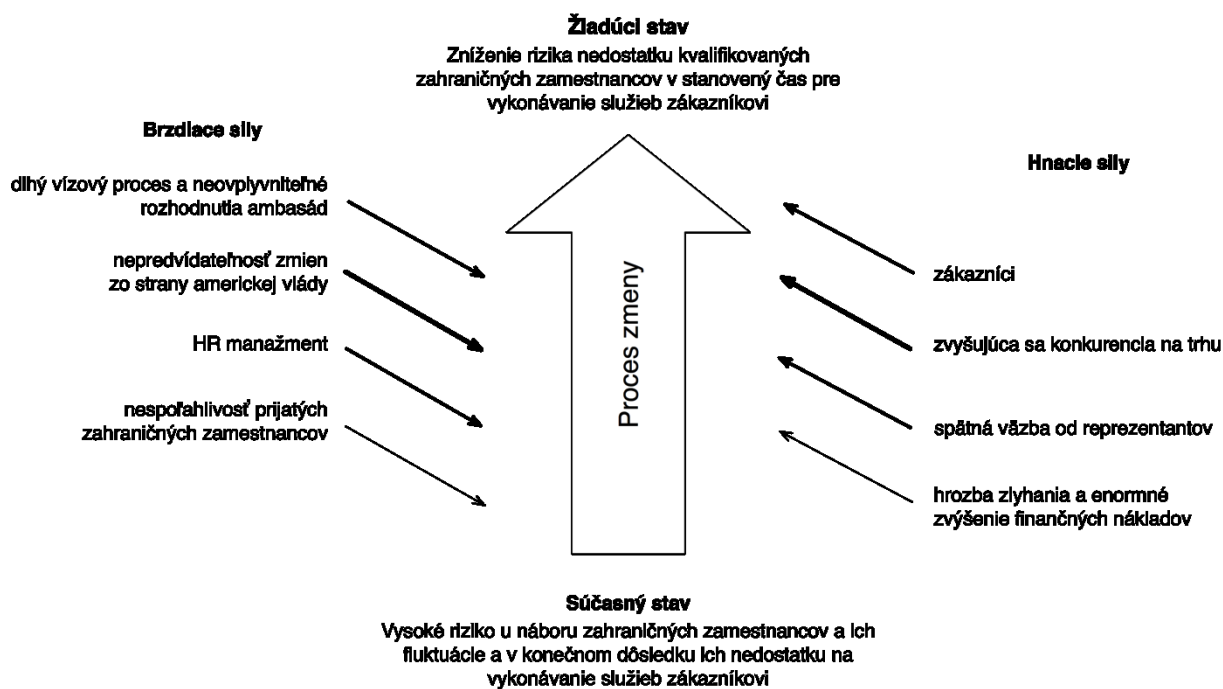 Žiadúci stav
Zníženie rizika nedostatku kvalifikovaných
zahraničných zamestnancov v stanovený čas pre
vykonávanie služieb zákazníkovi
Brzdiace sily
dlhý vízový proces a neovplyvniteľné
rozhodnutia ambasád
nepredvídateľnosť zmien
zo strany americkej vlády
HR manažment
nespoľahlivosť prijatých
zahraničných zamestnancov
Proces zmeny
Hnacie sily
zákazníci
zvyšujúca sa konkurencia na trhu
spätná väzba od reprezentantov
hrozba zlyhania a enormné
zvýšenie finančných nákladov
Súčasný stav
Vysoké riziko u náboru zahraničných zamestnancov a ich
fluktuácie a v konečnom dôsledku ich nedostatku na
vykonávanie služieb zákazníkovi